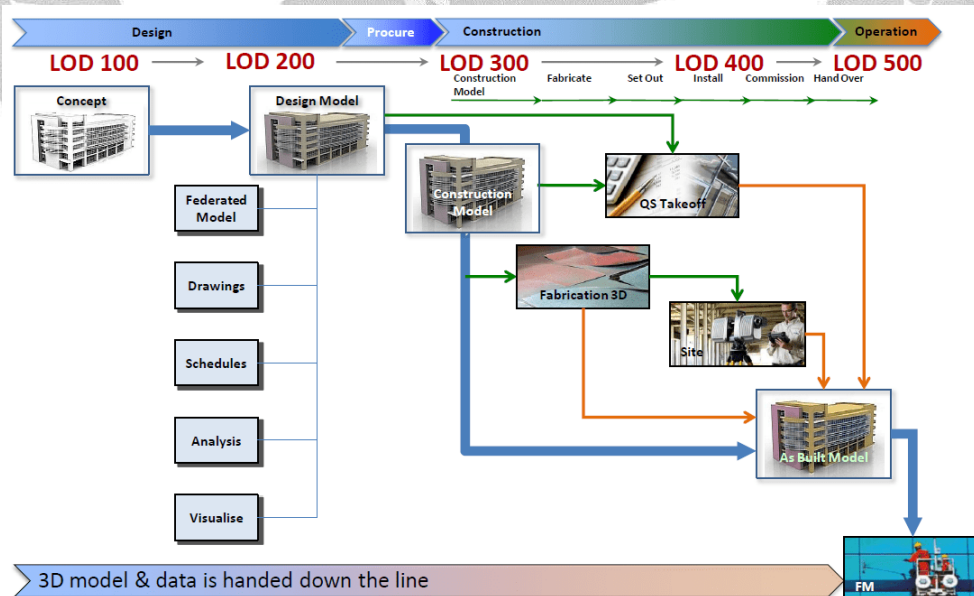 Design
Procure
Construction
Operation
LOD 100
LOD 200
LOD 300
LOD 400
LOD 500
Construction
Model
Fabricate
Set Out
Install
Commission
Hand Over
Concept
Design Model
Construction
Model
QS Takeoff
Federated
Model
Drawings
Fabrication 3D
Schedules
Site
Analysis
As Built Model
Visualise
3D model & data is handed down the line
FM